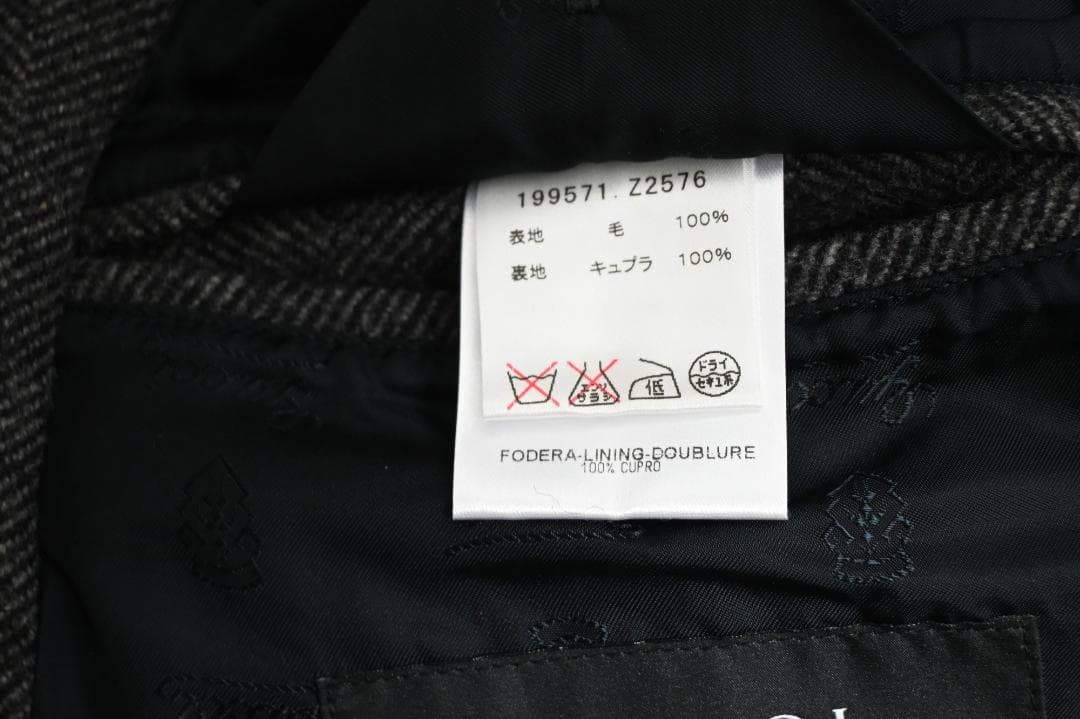 199571. Z2576
表地 毛 100%
裏地 キュプラ 100%
エンソ
サラシ
低
ドライ
セキユ系
FODERA-LINING-DOUBLURE
100% CUPRO